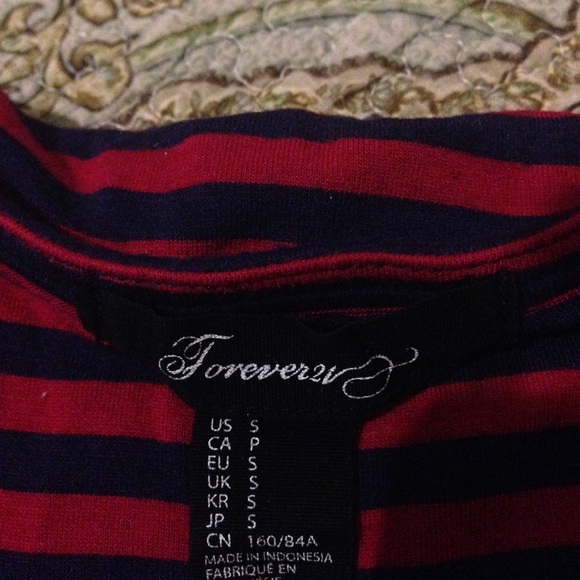 Forever21
US S
CA P
EU S
UK S
KR S
JP S
CN 160/84A
MADE IN INDONESIA
FABRIQUÉ EN